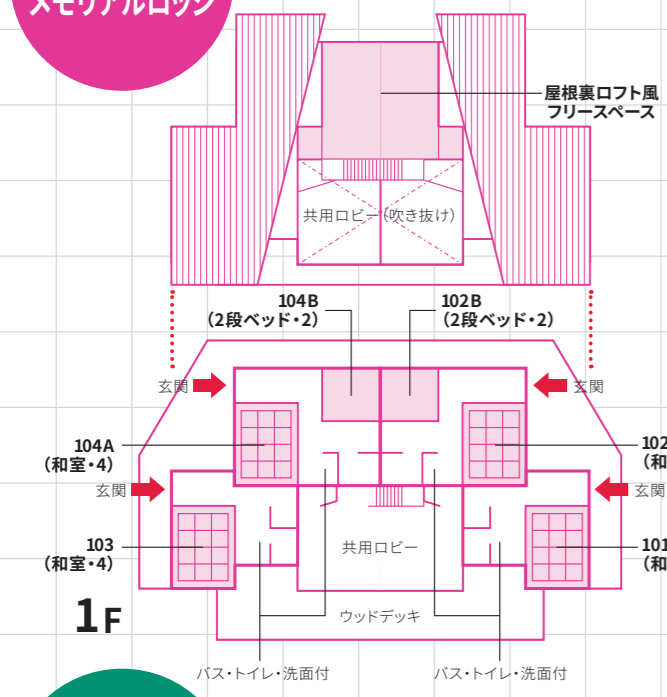 メモリアルロッジ
屋根裏ロフト風
フリースペース
共用ロビー（吹き抜け）
104B
（2段ベッド・2）
102B
（2段ベッド・2）
玄関
玄関
104A
（和室・4）
102
（和
玄関
玄関
103
（和室・4）
共用ロビー
101
（和
1F
ウッドデッキ
バス・トイレ・洗面付
バス・トイレ・洗面付